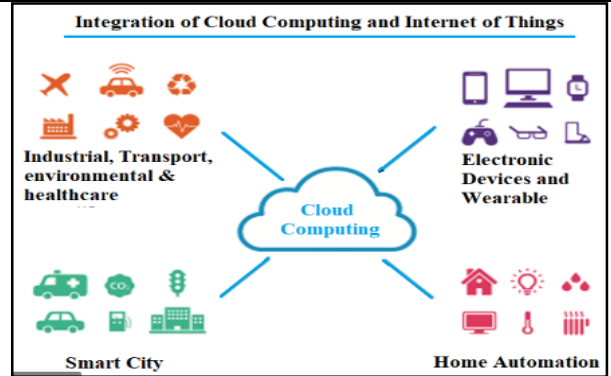 Integration of Cloud Computing and Internet of Things
Industrial, Transport,
environmental &
healthcare
Electronic
Devices and
Wearable
Cloud
Computing
CO₂
Smart City
Home Automation